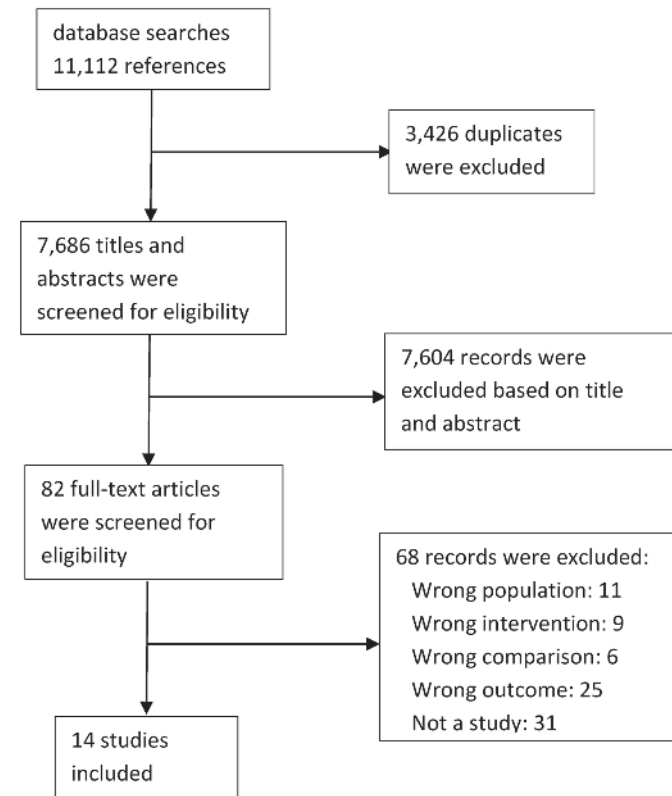 database searches
11,112 references
3,426 duplicates
were excluded
7,686 titles and
abstracts were
screened for eligibility
7,604 records were
excluded based on title
and abstract
82 full-text articles
were screened for
eligibility
68 records were excluded:
Wrong population: 11
Wrong intervention: 9
Wrong comparison: 6
Wrong outcome: 25
Not a study: 31
14 studies
included